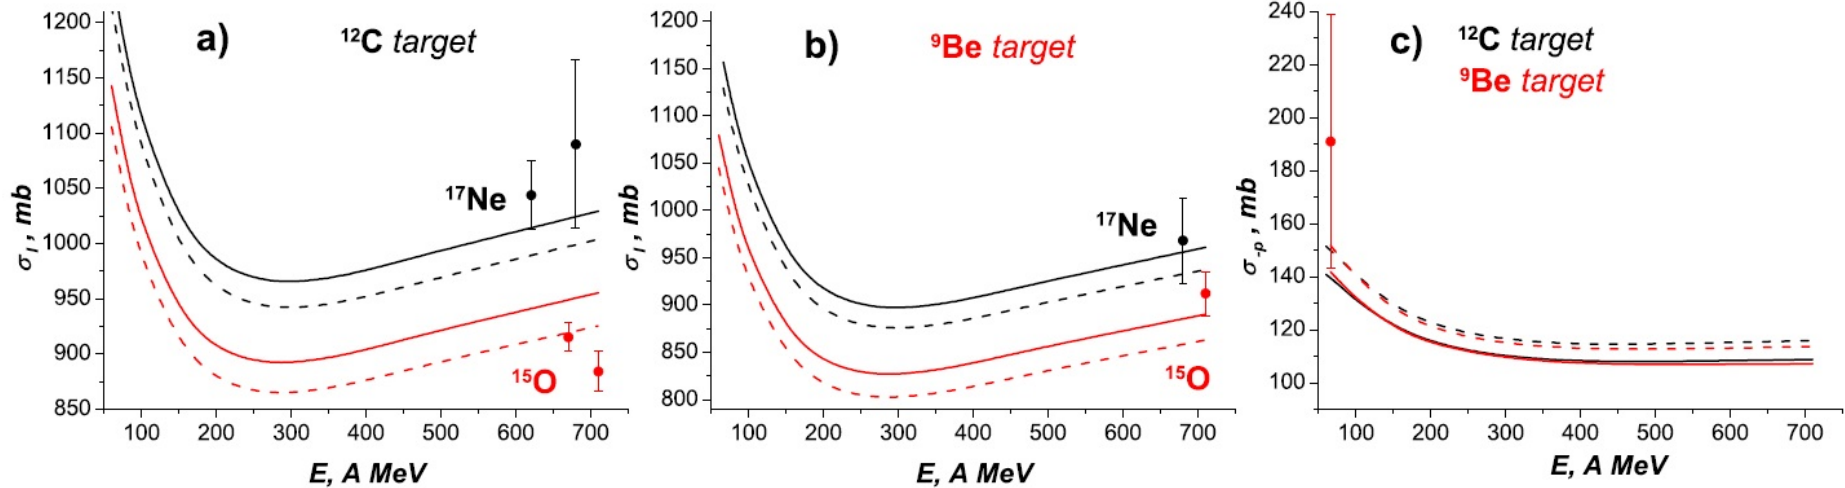 a)
¹²C target
1200
1150
1100
1050
1000
950
900
850
σI , mb
¹⁷Ne
¹⁵O
100 200 300 400 500 600 700
E, A MeV
b)
⁹Be target
1200
1150
1100
1050
1000
950
900
850
800
σI , mb
¹⁷Ne
¹⁵O
100 200 300 400 500 600 700
E, A MeV
c)
¹²C target
⁹Be target
240
220
200
180
160
140
120
100
σ-p , mb
100 200 300 400 500 600 700
E, A MeV